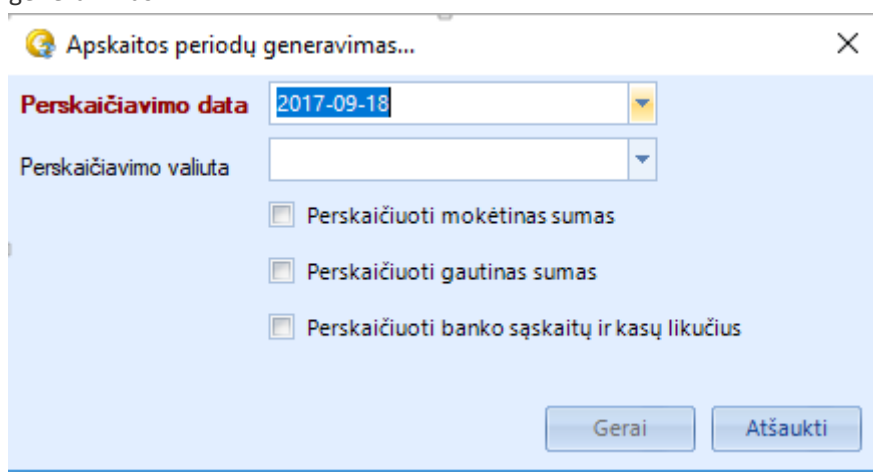 Apskaitos periodų generavimas...
Perskaičiavimo data 2017-09-18
Perskaičiavimo valiuta
Perskaičiuoti mokėtinas sumas
Perskaičiuoti gautinas sumas
Perskaičiuoti banko sąskaitų ir kasų likučius
Gerai Atšaukti